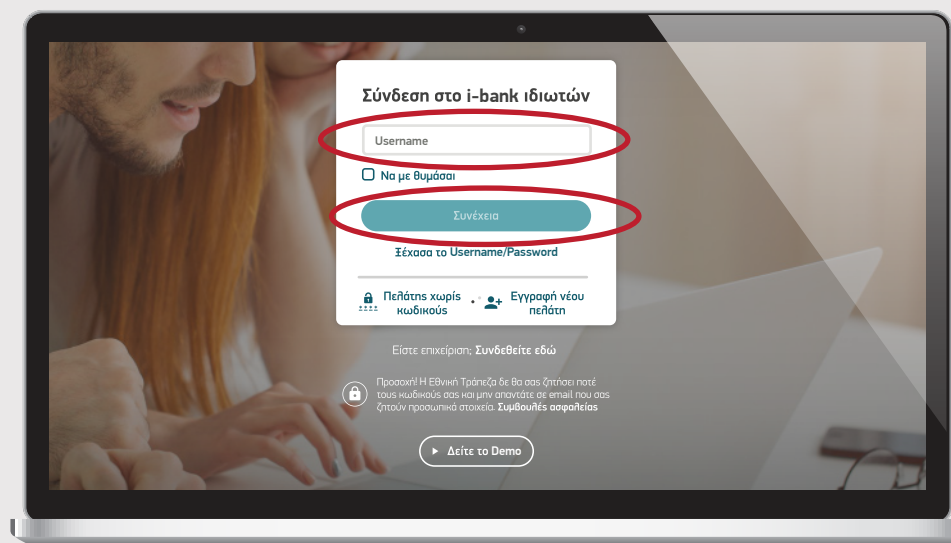 Σύνδεση στο i-bank ιδιωτών
Username
Να με θυμάσαι
Συνέχεια
Ξέχασα το Username/Password
Πελάτης χωρίς
κωδικούς
Εγγραφή νέου
πελάτη
Είστε επιχείριση; Συνδεθείτε εδώ
Προσοχή! Η Εθνική Τράπεζα δε θα σας ζητήσει ποτέ
τους κωδικούς σας και μην απαντάτε σε email που σας
ζητούν προσωπικά στοιχεία. Συμβουλές ασφαλείας
Δείτε το Demo